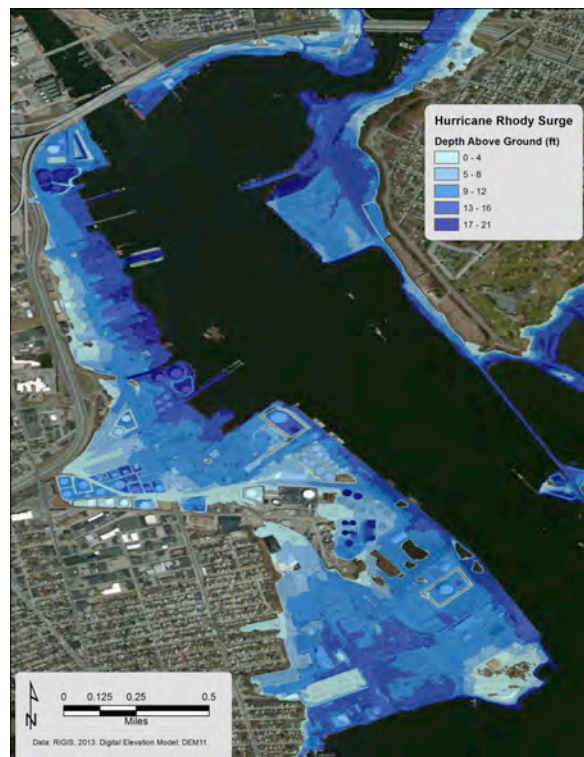 Hurricane Rhody Surge
Depth Above Ground (ft)
0 - 4
5 - 8
9 - 12
13 - 16
17 - 21
N
0 0.125 0.25 0.5
Miles
Data: RIGIS. 2013. Digital Elevation Model: DEM11.